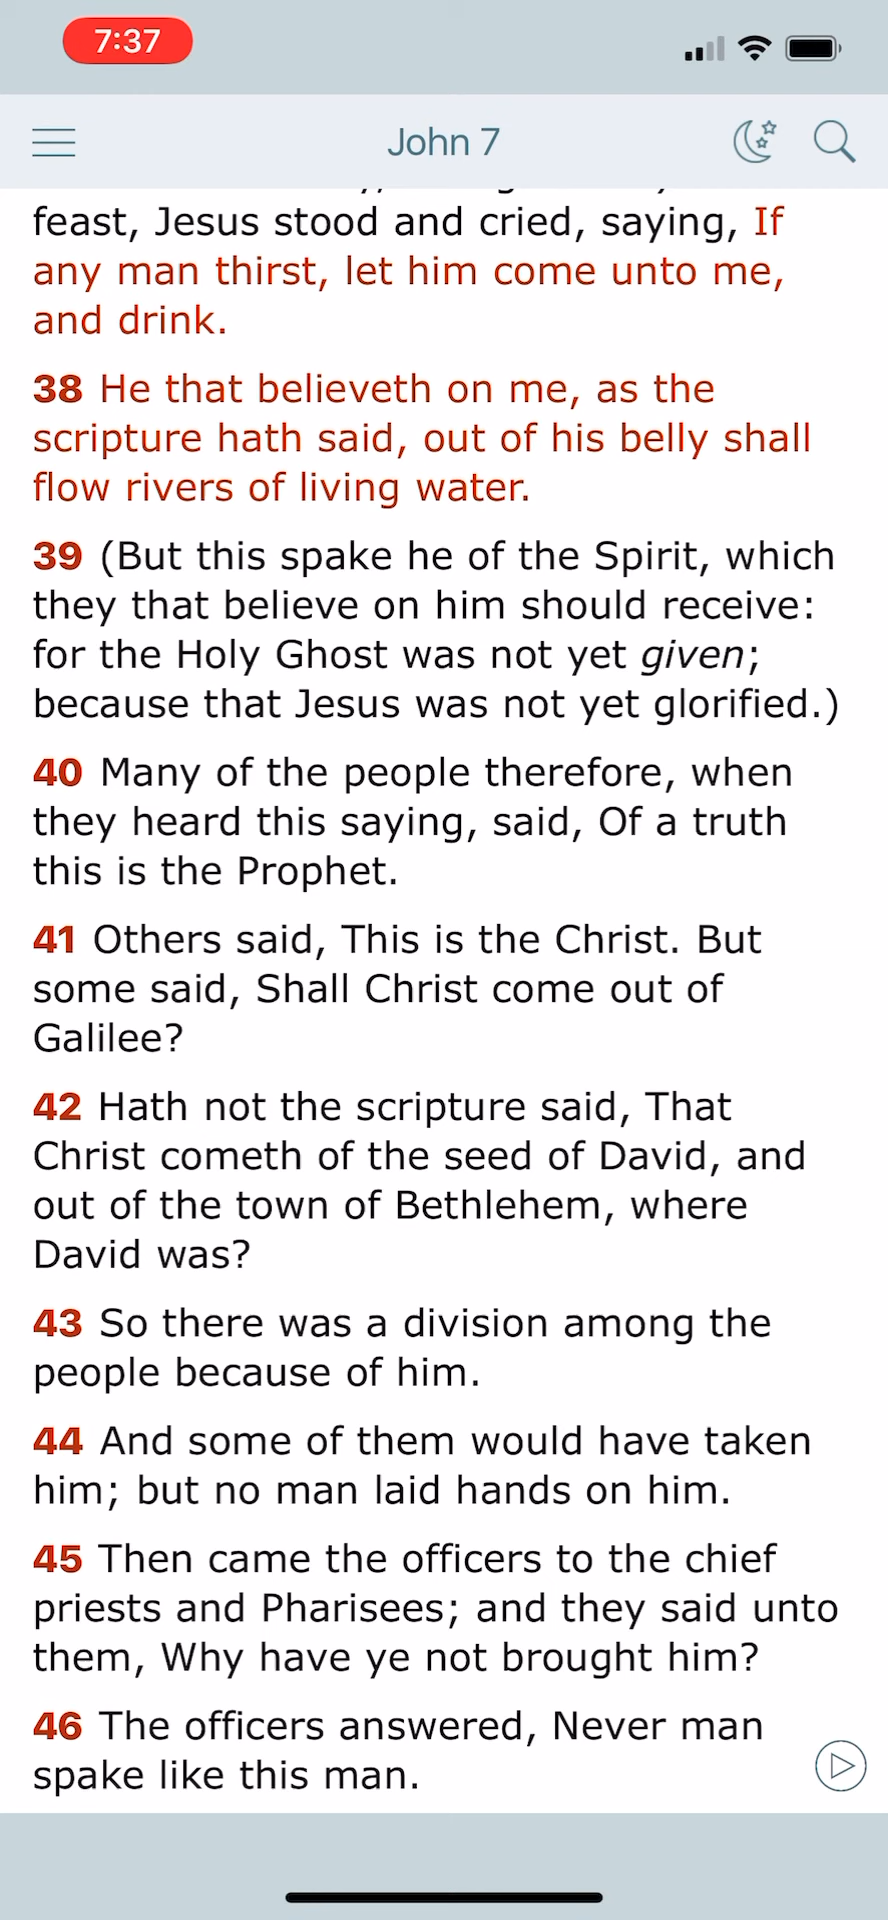 7:37
John 7
feast, Jesus stood and cried, saying, If
any man thirst, let him come unto me,
and drink.
38 He that believeth on me, as the
scripture hath said, out of his belly shall
flow rivers of living water.
39 (But this spake he of the Spirit, which
they that believe on him should receive:
for the Holy Ghost was not yet given;
because that Jesus was not yet glorified.)
40 Many of the people therefore, when
they heard this saying, said, Of a truth
this is the Prophet.
41 Others said, This is the Christ. But
some said, Shall Christ come out of
Galilee?
42 Hath not the scripture said, That
Christ cometh of the seed of David, and
out of the town of Bethlehem, where
David was?
43 So there was a division among the
people because of him.
44 And some of them would have taken
him; but no man laid hands on him.
45 Then came the officers to the chief
priests and Pharisees; and they said unto
them, Why have ye not brought him?
46 The officers answered, Never man
spake like this man.